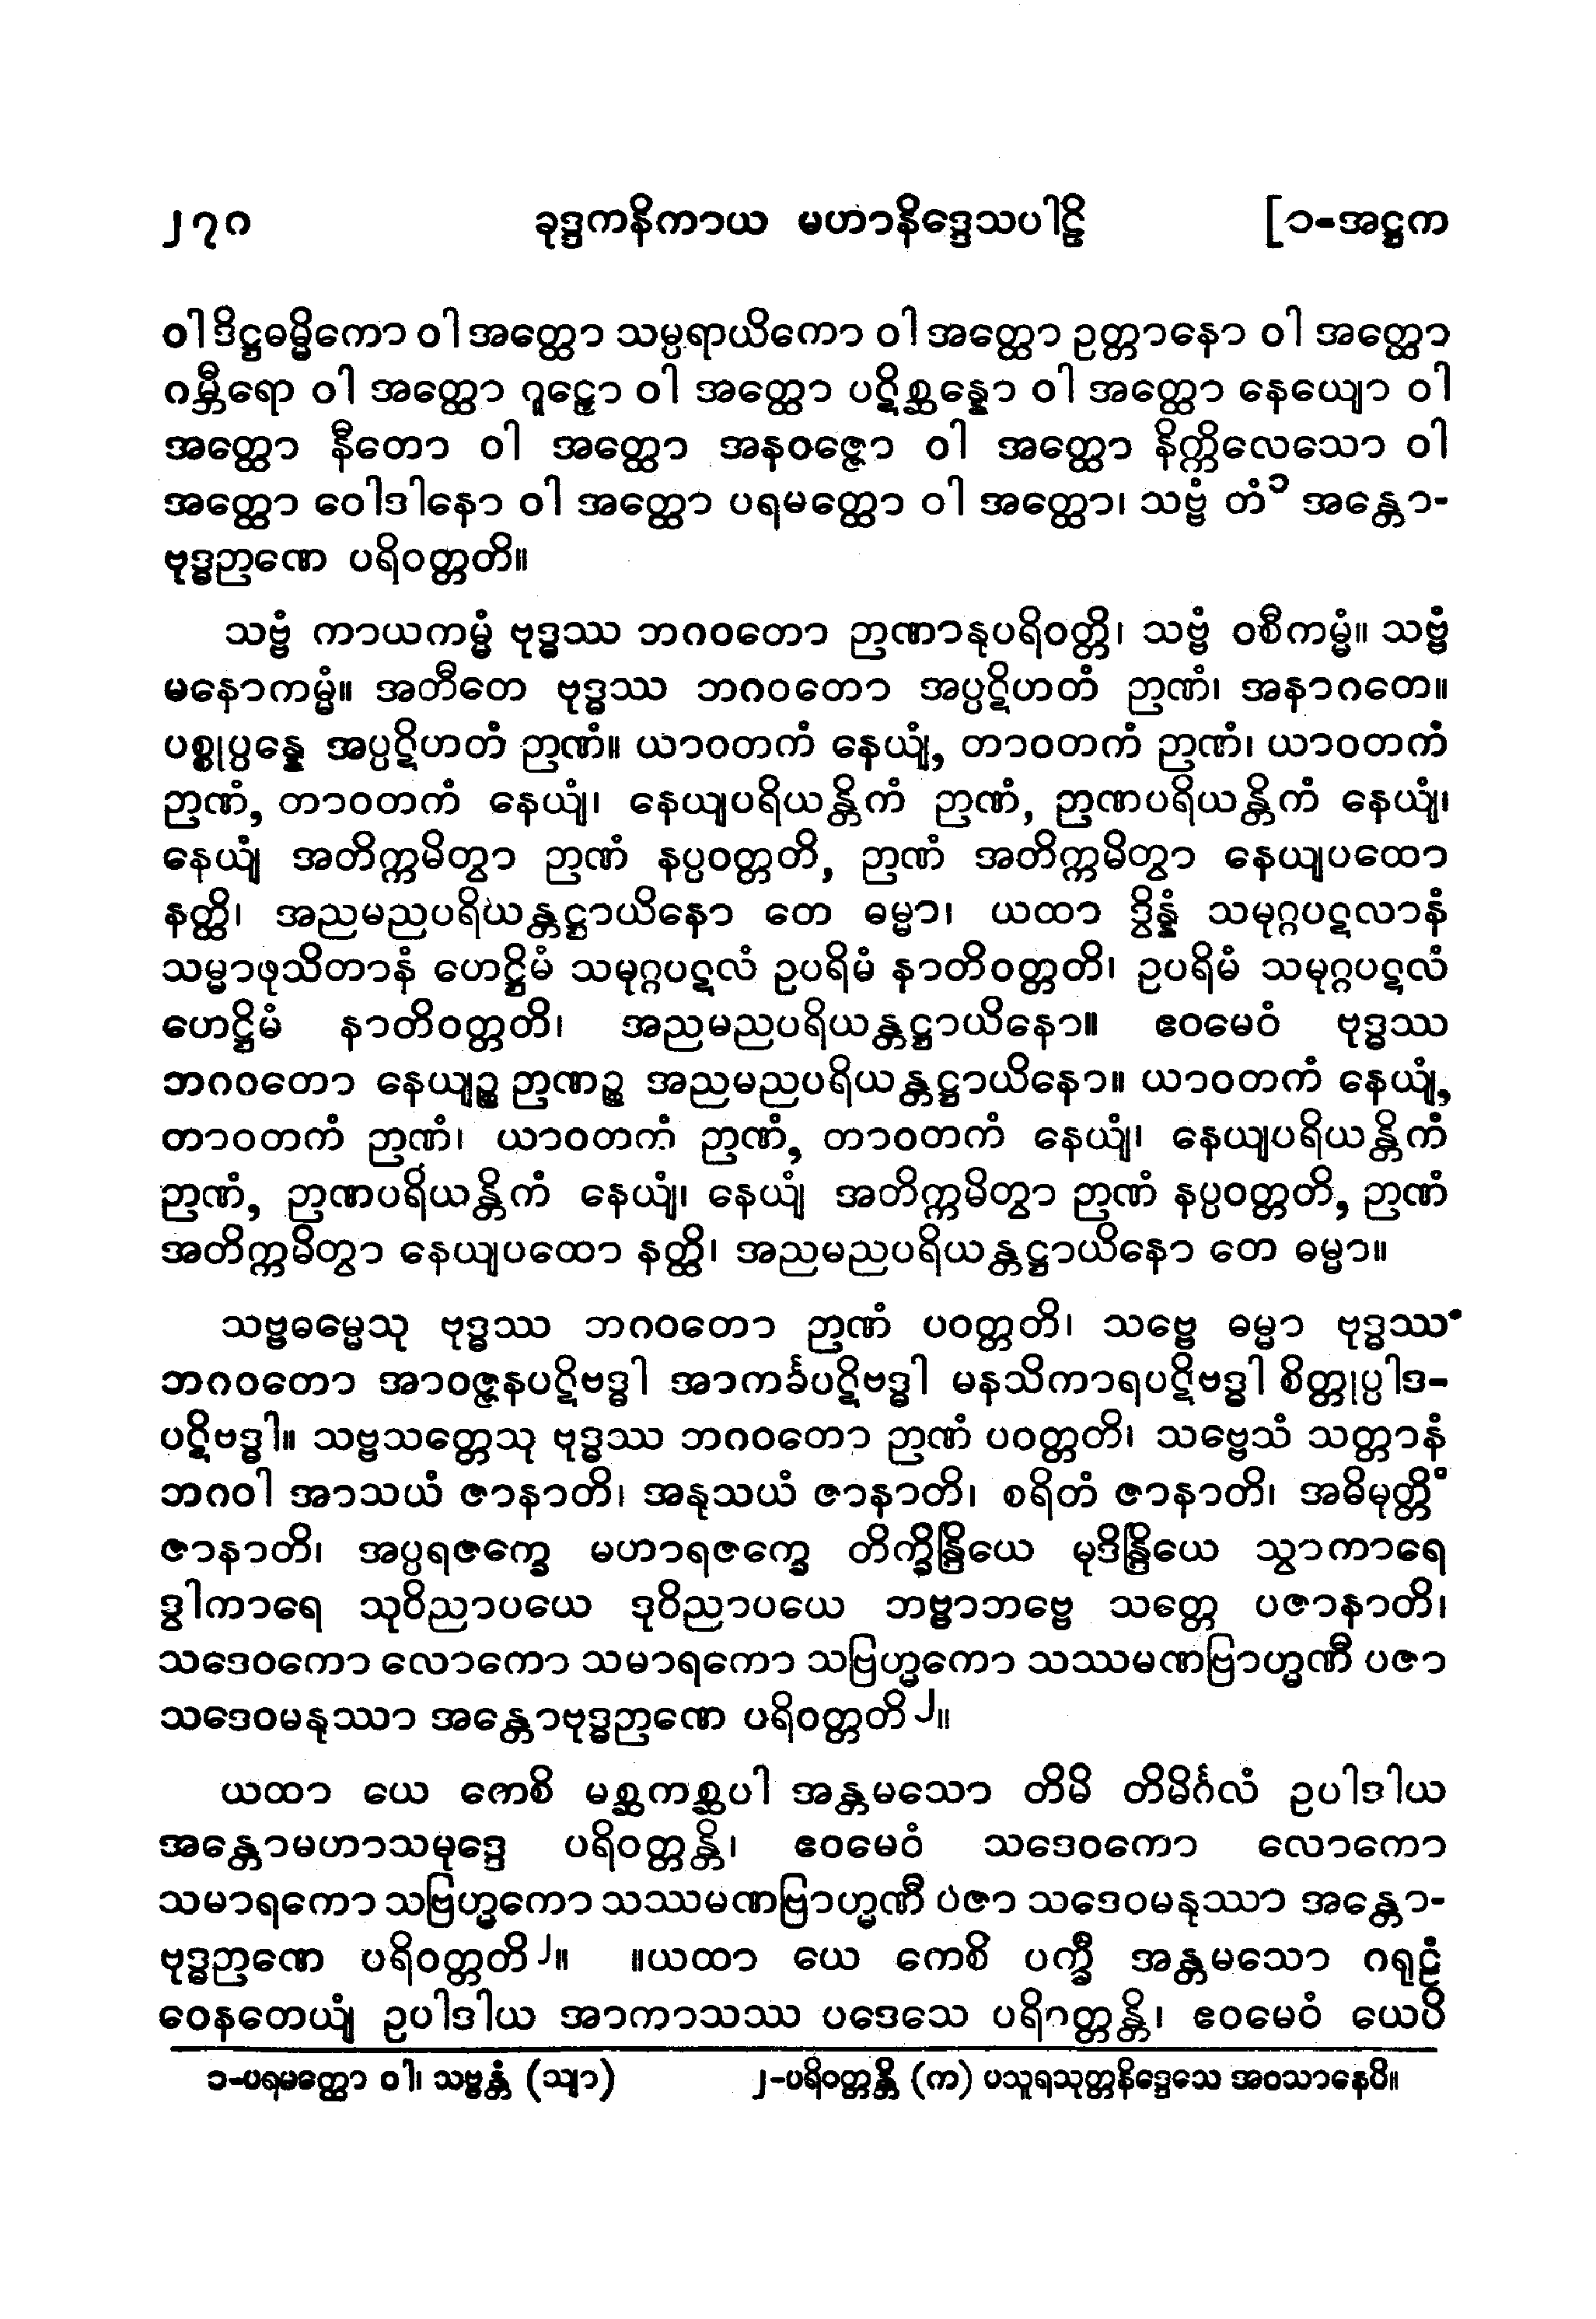 ၂၇၀ ခုဒ္ဒကနိကာယ မဟာနိဒ္ဒေသပါဠိ [၁-အဋ္ဌက
ဝါ ဒိဋ္ဌဓမ္မိကော ဝါ အတ္ထော သမ္ပရာယိကော ဝါ အတ္ထော ဥတ္တာနော ဝါ အတ္ထော
ဂမ္ဘီရော ဝါ အတ္ထော ဂူဠှော ဝါ အတ္ထော ပဋိစ္ဆန္နော ဝါ အတ္ထော နေယျော ဝါ
အတ္ထော နီတော ဝါ အတ္ထော အနဝဇ္ဇော ဝါ အတ္ထော နိက္ကိလေသော ဝါ
အတ္ထော ဝေါဒါနော ဝါ အတ္ထော ပရမတ္ထော ဝါ အတ္ထော၊ သဗ္ဗံ တံ၁ အန္တော-
ဗုဒ္ဓဉာဏေ ပရိဝတ္တတိ။
သဗ္ဗံ ကာယကမ္မံ ဗုဒ္ဓဿ ဘဂဝတော ဉာဏာနုပရိဝတ္တိ၊ သဗ္ဗံ ဝစီကမ္မံ။ သဗ္ဗံ
မနောကမ္မံ။ အတီတေ ဗုဒ္ဓဿ ဘဂဝတော အပ္ပဋိဟတံ ဉာဏံ၊ အနာဂတေ။
ပစ္စုပ္ပန္နေ အပ္ပဋိဟတံ ဉာဏံ။ ယာဝတကံ နေယျံ, တာဝတကံ ဉာဏံ၊ ယာဝတကံ
ဉာဏံ, တာဝတကံ နေယျံ၊ နေယျပရိယန္တိကံ ဉာဏံ, ဉာဏပရိယန္တိကံ နေယျံ၊
နေယျံ အတိက္ကမိတွာ ဉာဏံ နပ္ပဝတ္တတိ, ဉာဏံ အတိက္ကမိတွာ နေယျပထော
နတ္ထိ၊ အညမညပရိယန္တဋ္ဌာယိနော တေ ဓမ္မာ၊ ယထာ ဒွိန္နံ သမုဂ္ဂပဋလာနံ
သမ္မာဖုသိတာနံ ဟေဋ္ဌိမံ သမုဂ္ဂပဋလံ ဥပရိမံ နာတိဝတ္တတိ၊ ဥပရိမံ သမုဂ္ဂပဋလံ
ဟေဋ္ဌိမံ နာတိဝတ္တတိ၊ အညမညပရိယန္တဋ္ဌာယိနော။ ဧဝမေဝံ ဗုဒ္ဓဿ
ဘဂဝတော နေယျဉ္စ ဉာဏဉ္စ အညမညပရိယန္တဋ္ဌာယိနော။ ယာဝတကံ နေယျံ,
တာဝတကံ ဉာဏံ၊ ယာဝတကံ ဉာဏံ, တာဝတကံ နေယျံ၊ နေယျပရိယန္တိကံ
ဉာဏံ, ဉာဏပရိယန္တိကံ နေယျံ၊ နေယျံ အတိက္ကမိတွာ ဉာဏံ နပ္ပဝတ္တတိ, ဉာဏံ
အတိက္ကမိတွာ နေယျပထော နတ္ထိ၊ အညမညပရိယန္တဋ္ဌာယိနော တေ ဓမ္မာ။
သဗ္ဗဓမ္မေသု ဗုဒ္ဓဿ ဘဂဝတော ဉာဏံ ပဝတ္တတိ၊ သဗ္ဗေ ဓမ္မာ ဗုဒ္ဓဿ
ဘဂဝတော အာဝဇ္ဇနပဋိဗဒ္ဓါ အာကင်္ခပဋိဗဒ္ဓါ မနသိကာရပဋိဗဒ္ဓါ စိတ္တုပ္ပါဒ-
ပဋိဗဒ္ဓါ။ သဗ္ဗသတ္တေသု ဗုဒ္ဓဿ ဘဂဝတော ဉာဏံ ပဝတ္တတိ၊ သဗ္ဗေသံ သတ္တာနံ
ဘဂဝါ အာသယံ ဇာနာတိ၊ အနုသယံ ဇာနာတိ၊ စရိတံ ဇာနာတိ၊ အဓိမုတ္တိံ
ဇာနာတိ၊ အပ္ပရဇက္ခေ မဟာရဇက္ခေ တိက္ခိန္ဒြိယေ မုဒိန္ဒြိယေ သွာကာရေ
ဒွါကာရေ သုဝိညာပယေ ဒုဝိညာပယေ ဘဗ္ဗာဘဗ္ဗေ သတ္တေ ပဇာနာတိ၊
သဒေဝကော လောကော သမာရကော သဗြဟ္မကော သဿမဏဗြာဟ္မဏီ ပဇာ
သဒေဝမနုဿာ အန္တောဗုဒ္ဓဉာဏေ ပရိဝတ္တတိ၂။
ယထာ ယေ ကေစိ မစ္ဆကစ္ဆပါ အန္တမသော တိမိ တိမိင်္ဂလံ ဥပါဒါယ
အန္တောမဟာသမုဒ္ဒေ ပရိဝတ္တန္တိ၊ ဧဝမေဝံ သဒေဝကော လောကော
သမာရကော သဗြဟ္မကော သဿမဏဗြာဟ္မဏီ ပဇာ သဒေဝမနုဿာ အန္တော-
ဗုဒ္ဓဉာဏေ ပရိဝတ္တတိ၂။ ။ယထာ ယေ ကေစိ ပက္ခီ အန္တမသော ဂရုဠံ
ဝေနတေယျံ ဥပါဒါယ အာကာသဿ ပဒေသေ ပရိဝတ္တန္တိ၊ ဧဝမေဝံ ယေပိ
၁-ပရမတ္ထော ဝါ၊ သဗ္ဗန္တံ (သျာ) ၂-ပရိဝတ္တန္တိ (က) ပသူရသုတ္တနိဒ္ဒေသေ အဝသာနေပိ။